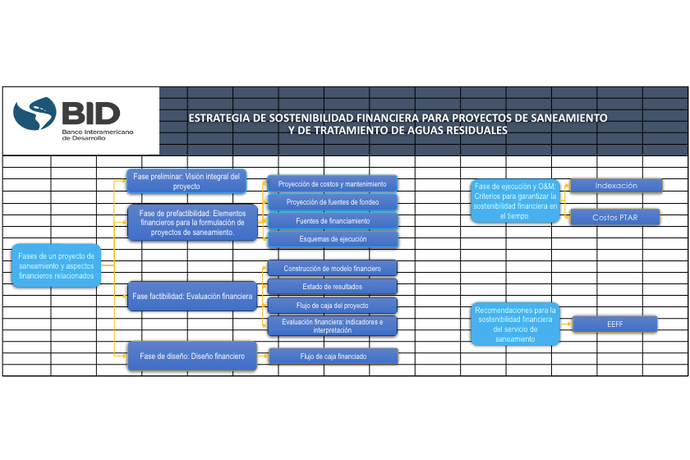 BID
Banco Interamericano
de Desarrollo
ESTRATEGIA DE SOSTENIBILIDAD FINANCIERA PARA PROYECTOS DE SANEAMIENTO
Y DE TRATAMIENTO DE AGUAS RESIDUALES
Fases de un proyecto de
saneamiento y aspectos
financieros relacionados
Fase preliminar: Visión integral del
proyecto
Fase de prefactibilidad: Elementos
financieros para la formulación de
proyectos de saneamiento.
Proyección de costos y mantenimiento
Proyección de fuentes de fondeo
Fuentes de financiamiento
Esquemas de ejecución
Fase factibilidad: Evaluación financiera
Construcción de modelo financiero
Estado de resultados
Flujo de caja del proyecto
Evaluación financiera: indicadores e
interpretación
Fase de diseño: Diseño financiero
Flujo de caja financiado
Fase de ejecución y O&M:
Criterios para garantizar la
sostenibilidad financiera en
el tiempo
Indexación
Costos PTAR
Recomendaciones para la
sostenibilidad financiera
del servicio de
saneamiento
EEFF